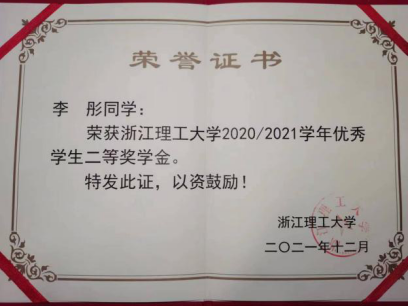 荣誉证书
李 彤同学：
荣获浙江理工大学2020/2021学年优秀
学生二等奖学金。
特发此证，以资鼓励！
浙江理工大学
二〇二一年十二月